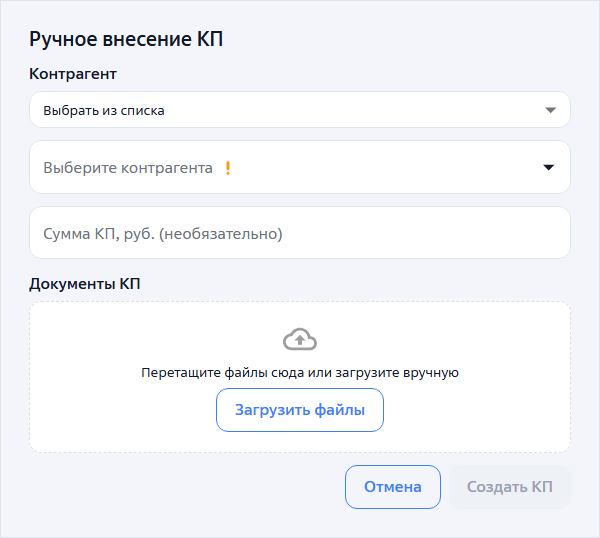 Ручное внесение КП
Контрагент
Выбрать из списка
Выберите контрагента !
Сумма КП, руб. (необязательно)
Документы КП
Перетащите файлы сюда или загрузите вручную
Загрузить файлы
Отмена
Создать КП